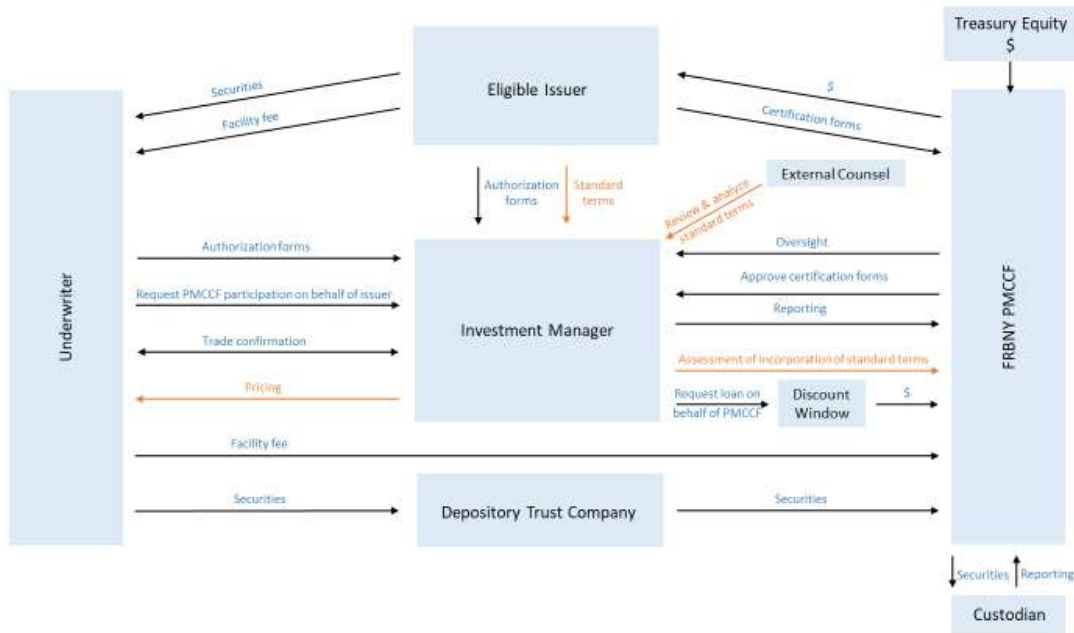 Treasury Equity
$
Eligible Issuer
Securities
Facility fee
$
Certification forms
External Counsel
Authorization
forms
Standard
terms
Review & analyze
standard terms
Underwriter
Authorization forms
Request PMCCF participation on behalf of issuer
Trade confirmation
Pricing
Investment Manager
Oversight
Approve certification forms
Reporting
Assessment of incorporation of standard terms
Request loan on
behalf of PMCCF
Discount
Window
$
FRBNY PMCCF
Facility fee
Securities
Depository Trust Company
Securities
Securities
Reporting
Custodian